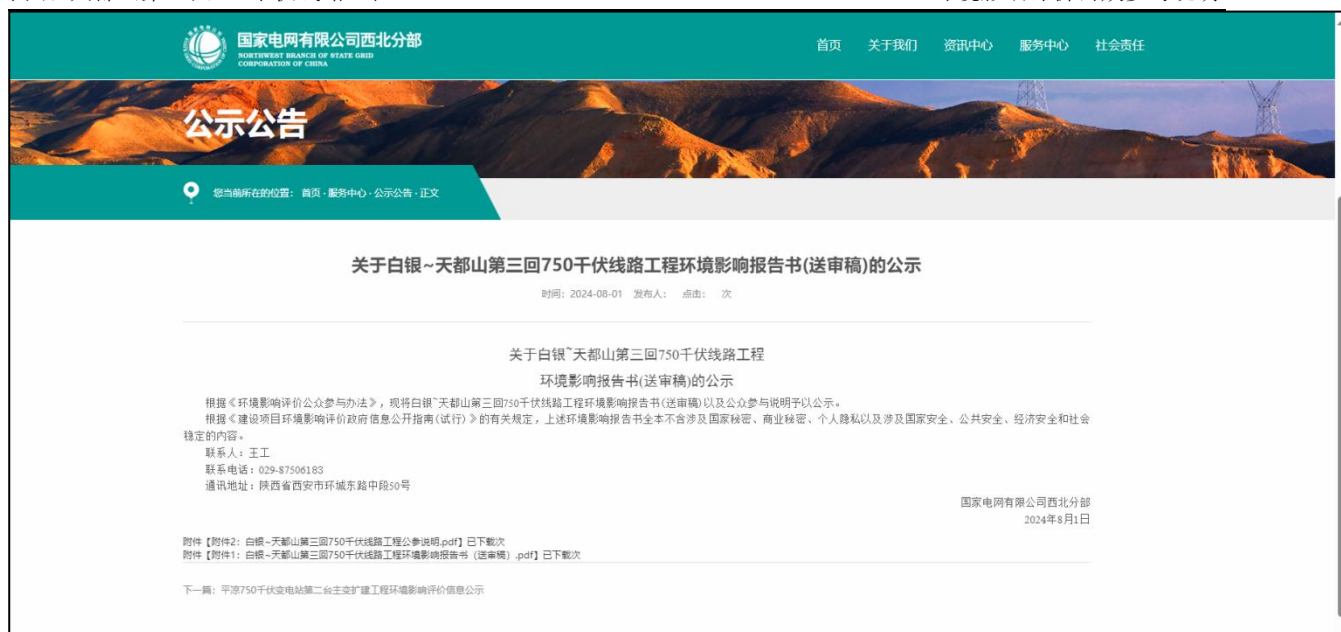 国家电网有限公司西北分部
NORTHWEST BRANCH OF STATE GRID
CORPORATION OF CHINA
首页 关于我们 资讯中心 服务中心 社会责任
公示公告
您当前所在的位置： 首页 · 服务中心 · 公示公告 · 正文
关于白银~天都山第三回750千伏线路工程环境影响报告书(送审稿)的公示
时间：2024-08-01 发布人： 点击： 次
关于白银~天都山第三回750千伏线路工程
环境影响报告书(送审稿)的公示
根据《环境影响评价公众参与办法》，现将白银~天都山第三回750千伏线路工程环境影响报告书(送审稿)以及公众参与说明予以公示。
根据《建设项目环境影响评价政府信息公开指南(试行)》的有关规定，上述环境影响报告书全本不含涉及国家秘密、商业秘密、个人隐私以及涉及国家安全、公共安全、经济安全和社会
稳定的内容。
联系人：王工
联系电话：029-87506183
通讯地址：陕西省西安市环城东路中段50号
国家电网有限公司西北分部
2024年8月1日
附件【附件2：白银~天都山第三回750千伏线路工程公参说明.pdf】已下载次
附件【附件1：白银~天都山第三回750千伏线路工程环境影响报告书（送审稿）.pdf】已下载次
下一篇：平凉750千伏变电站第二台主变扩建工程环境影响评价信息公示